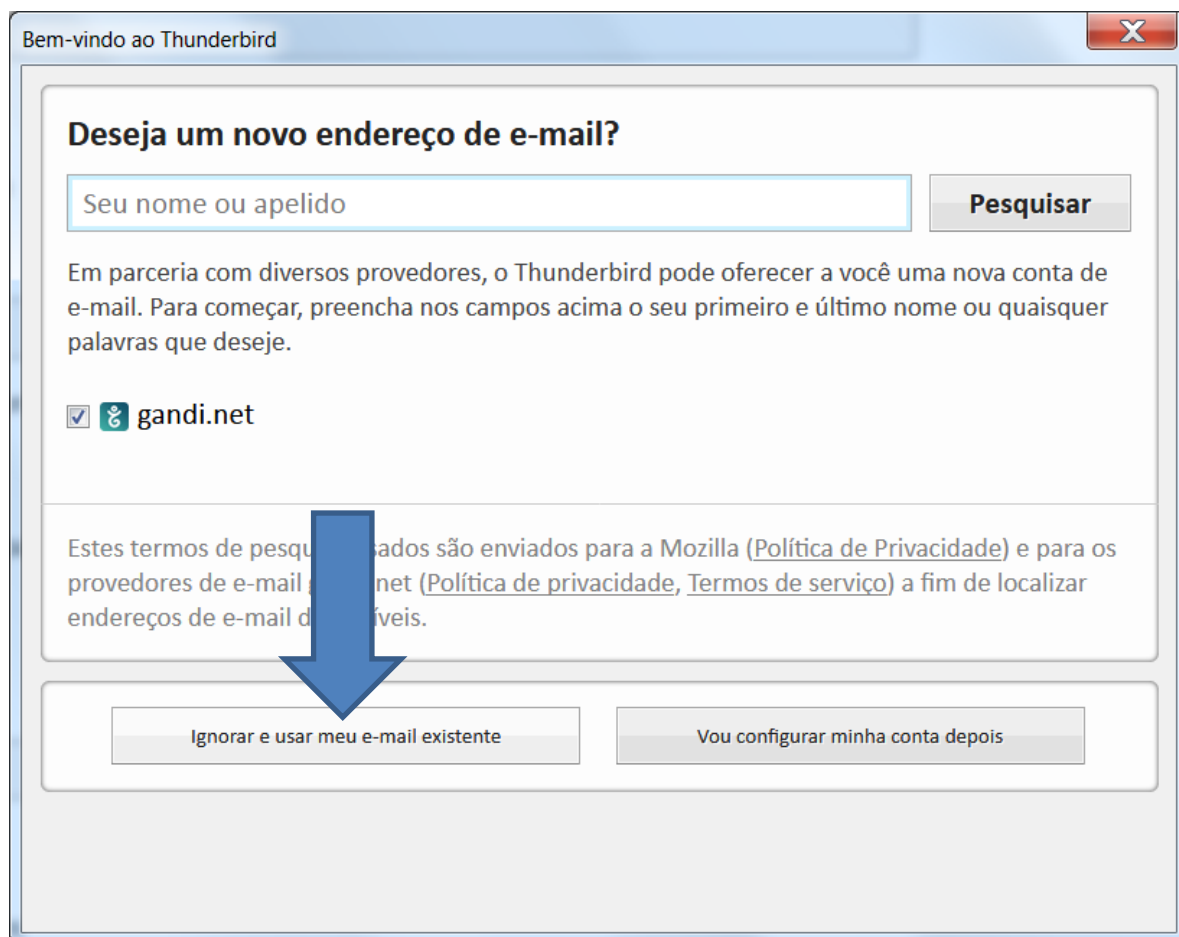 Bem-vindo ao Thunderbird
Deseja um novo endereço de e-mail?
Seu nome ou apelido
Pesquisar
Em parceria com diversos provedores, o Thunderbird pode oferecer a você uma nova conta de
e-mail. Para começar, preencha nos campos acima o seu primeiro e último nome ou quaisquer
palavras que deseje.
gandi.net
Estes termos de pesqu sados são enviados para a Mozilla (Política de Privacidade) e para os
provedores de e-mail net (Política de privacidade, Termos de serviço) a fim de localizar
endereços de e-mail d íveis.
Ignorar e usar meu e-mail existente
Vou configurar minha conta depois